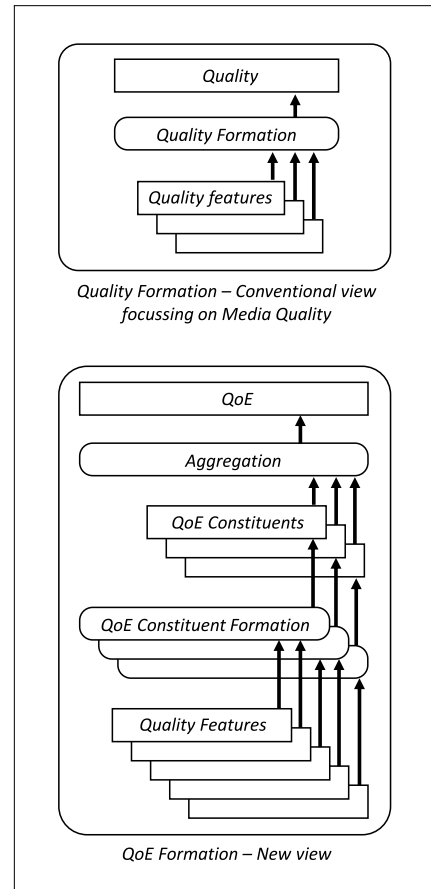 Quality
Quality Formation
Quality features
Quality Formation – Conventional view
focussing on Media Quality
QoE
Aggregation
QoE Constituents
QoE Constituent Formation
Quality Features
QoE Formation – New view